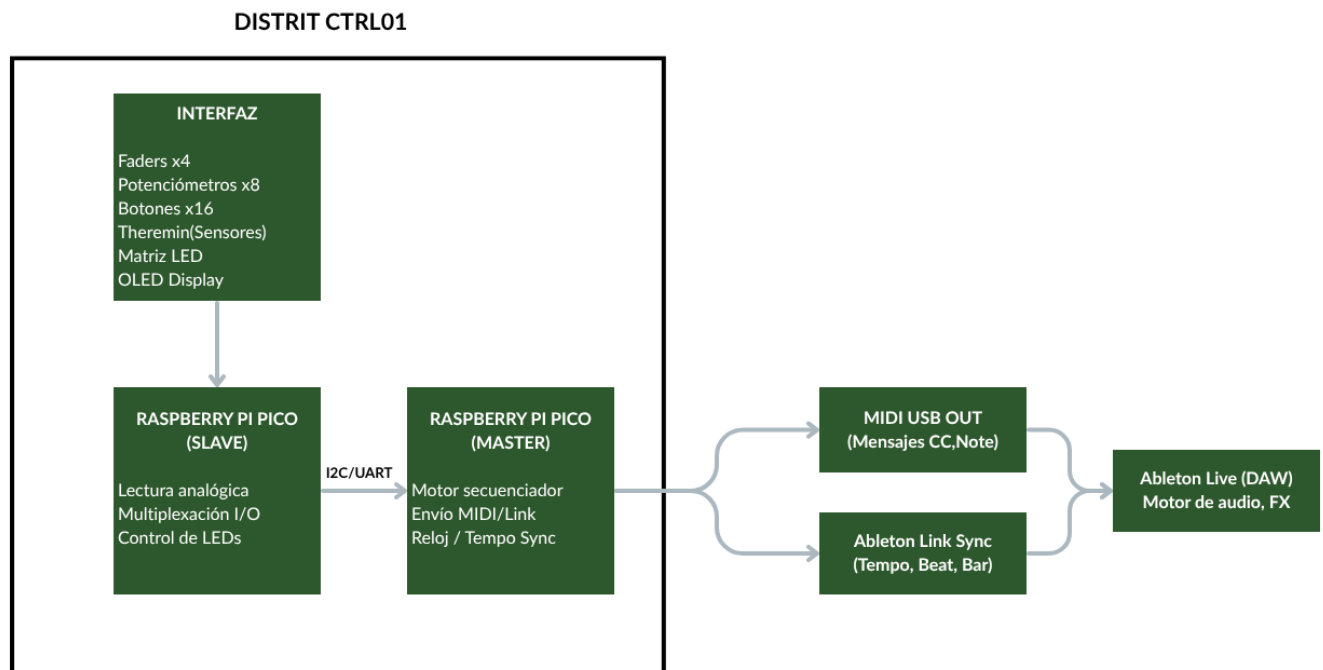 DISTRIT CTRL01
INTERFAZ
Faders x4
Potenciómetros x8
Botones x16
Theremin(Sensores)
Matriz LED
OLED Display
RASPBERRY PI PICO
(SLAVE)
Lectura analógica
Multiplexación I/O
Control de LEDs
I2C/UART
RASPBERRY PI PICO
(MASTER)
Motor secuenciador
Envío MIDI/Link
Reloj / Tempo Sync
MIDI USB OUT
(Mensajes CC,Note)
Ableton Link Sync
(Tempo, Beat, Bar)
Ableton Live (DAW)
Motor de audio, FX